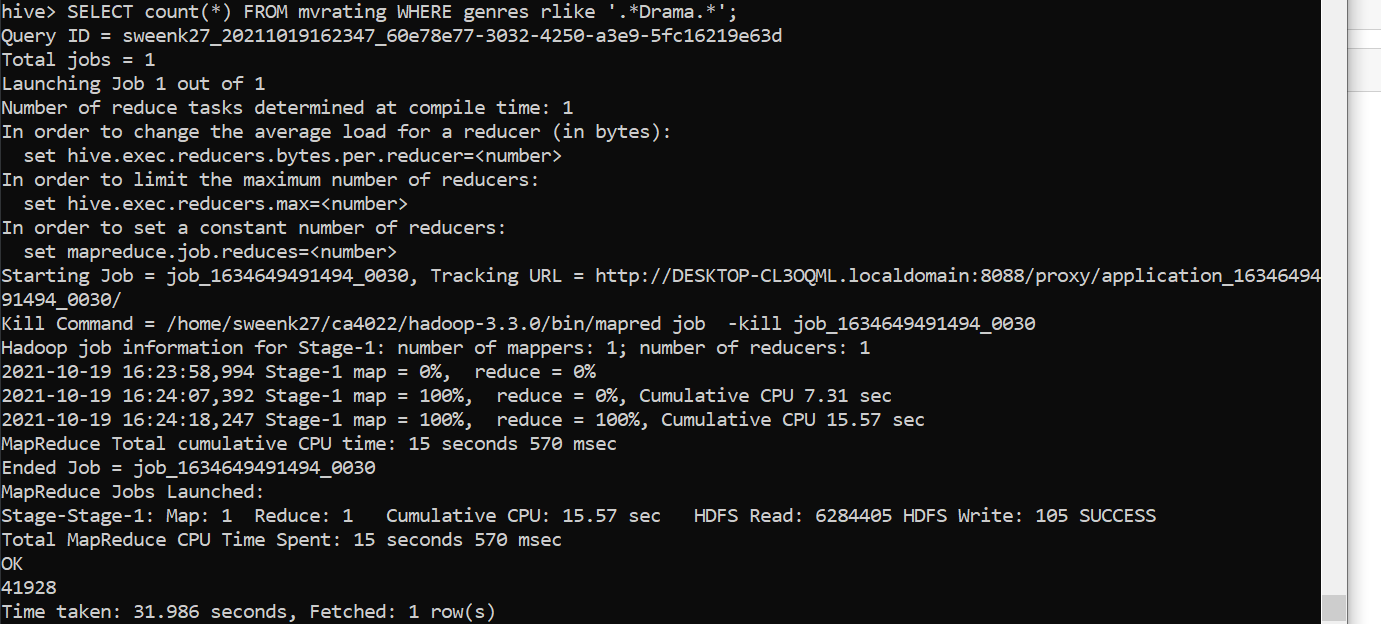 hive> SELECT count(*) FROM mvrating WHERE genres rlike '.*Drama.*';
Query ID = sweenk27_20211019162347_60e78e77-3032-4250-a3e9-5fc16219e63d
Total jobs = 1
Launching Job 1 out of 1
Number of reduce tasks determined at compile time: 1
In order to change the average load for a reducer (in bytes):
  set hive.exec.reducers.bytes.per.reducer=<number>
In order to limit the maximum number of reducers:
  set hive.exec.reducers.max=<number>
In order to set a constant number of reducers:
  set mapreduce.job.reduces=<number>
Starting Job = job_1634649491494_0030, Tracking URL = http://DESKTOP-CL3OQML.localdomain:8088/proxy/application_16346494
91494_0030/
Kill Command = /home/sweenk27/ca4022/hadoop-3.3.0/bin/mapred job  -kill job_1634649491494_0030
Hadoop job information for Stage-1: number of mappers: 1; number of reducers: 1
2021-10-19 16:23:58,994 Stage-1 map = 0%,  reduce = 0%
2021-10-19 16:24:07,392 Stage-1 map = 100%,  reduce = 0%, Cumulative CPU 7.31 sec
2021-10-19 16:24:18,247 Stage-1 map = 100%,  reduce = 100%, Cumulative CPU 15.57 sec
MapReduce Total cumulative CPU time: 15 seconds 570 msec
Ended Job = job_1634649491494_0030
MapReduce Jobs Launched:
Stage-Stage-1: Map: 1  Reduce: 1   Cumulative CPU: 15.57 sec   HDFS Read: 6284405 HDFS Write: 105 SUCCESS
Total MapReduce CPU Time Spent: 15 seconds 570 msec
OK
41928
Time taken: 31.986 seconds, Fetched: 1 row(s)